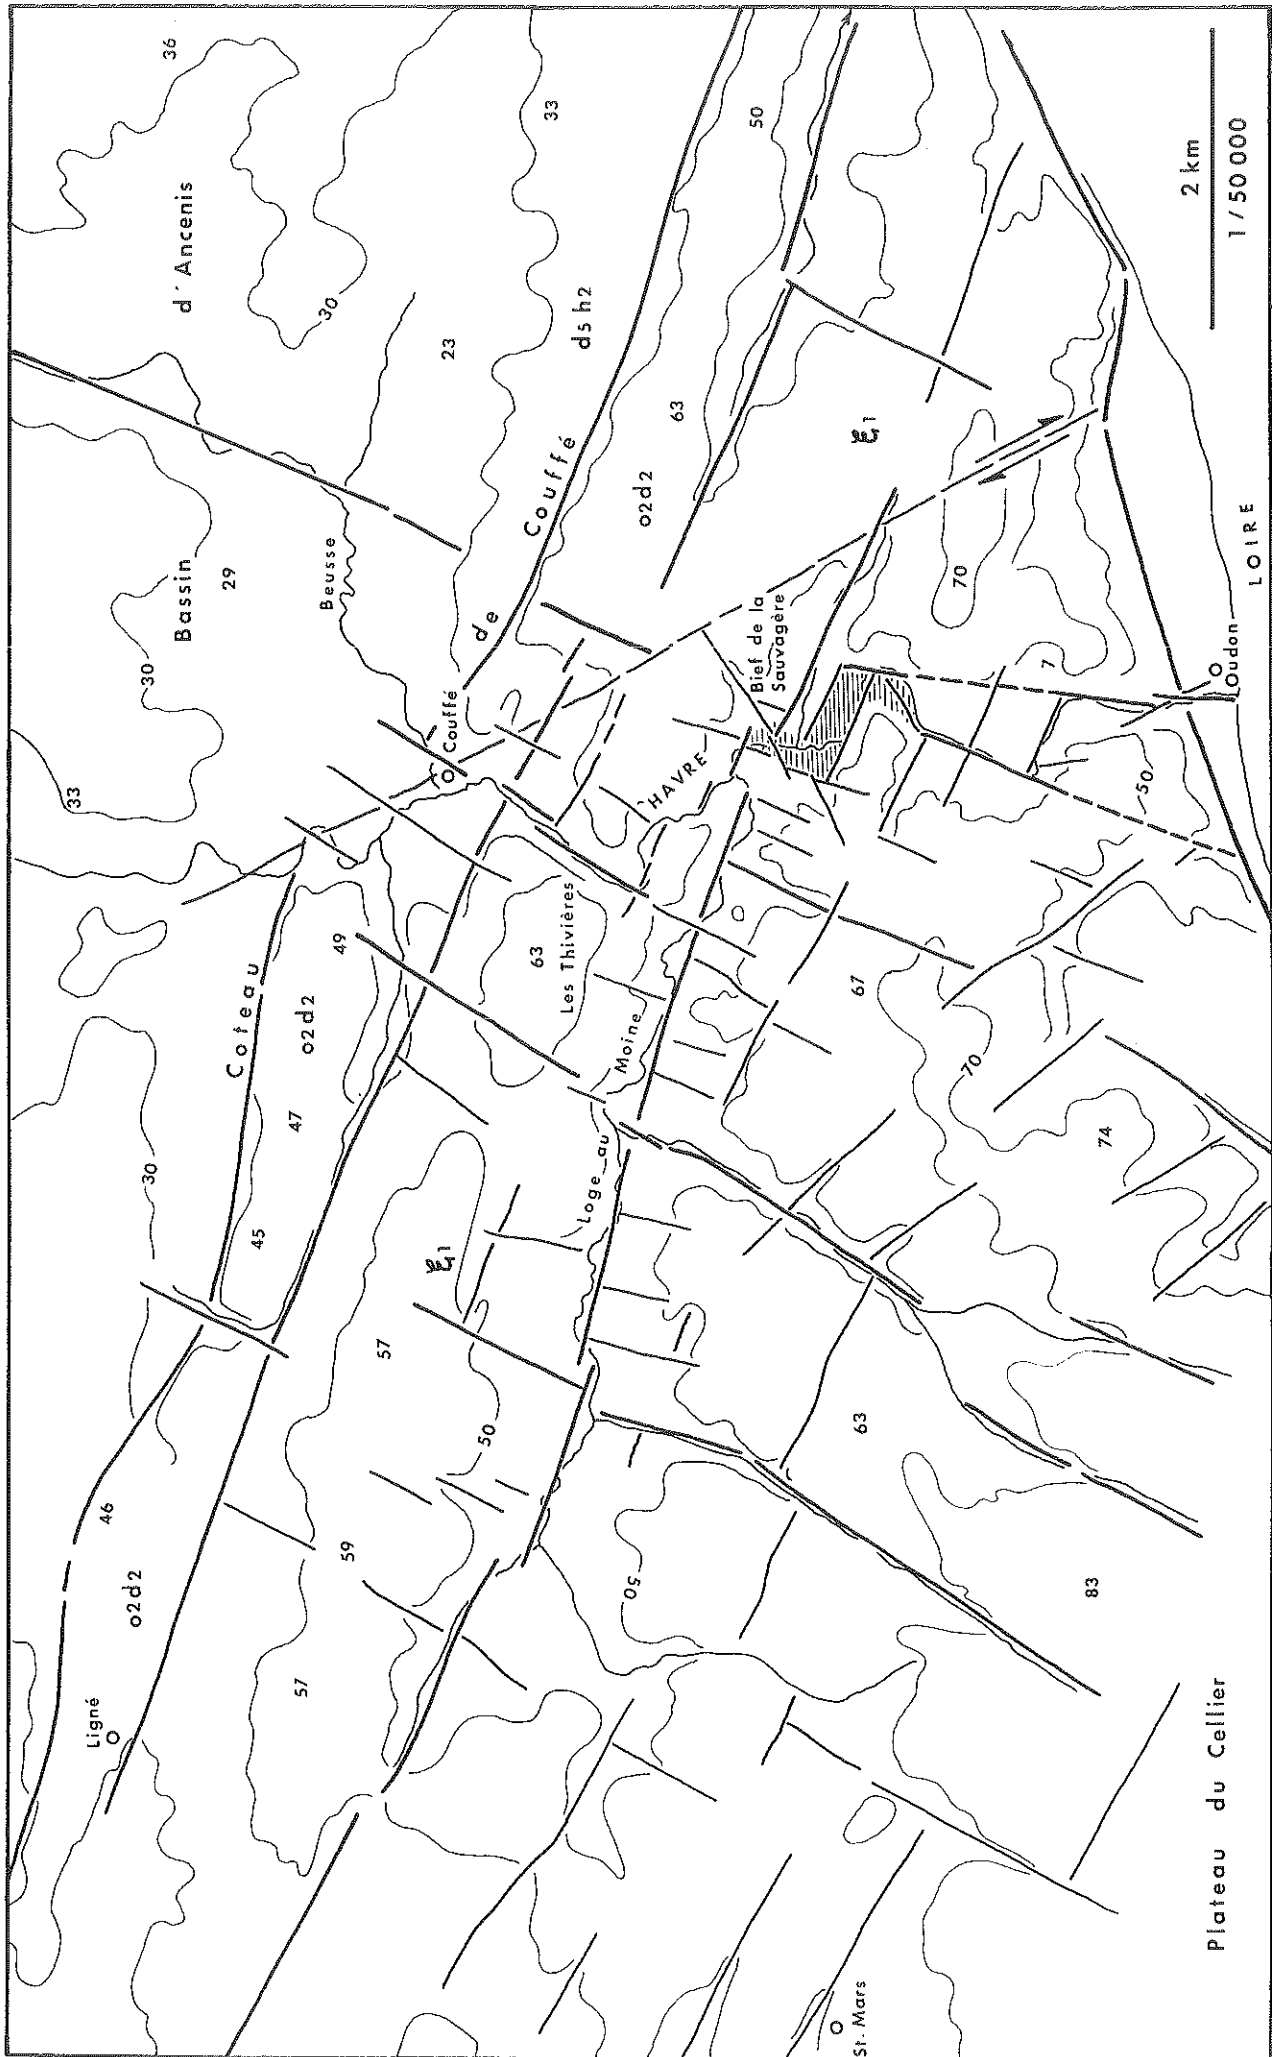 36
33
50
2 km
1/50 000
d'Ancenis
30
23
d5 h2
63
o2d2
ξ1
Bassin
29
Beusse
Coteau de Couffé
Couffé
30
33
Bief de la
Sauvagère
70
7
Oudon
LOIRE
HAVRE
50
49
o2d2
47
45
30
63
Les Thivières
Loge au Moine
67
70
74
ξ1
57
50
59
57
46
o2d2
Ligné
50
63
83
St. Mars
Plateau du Cellier